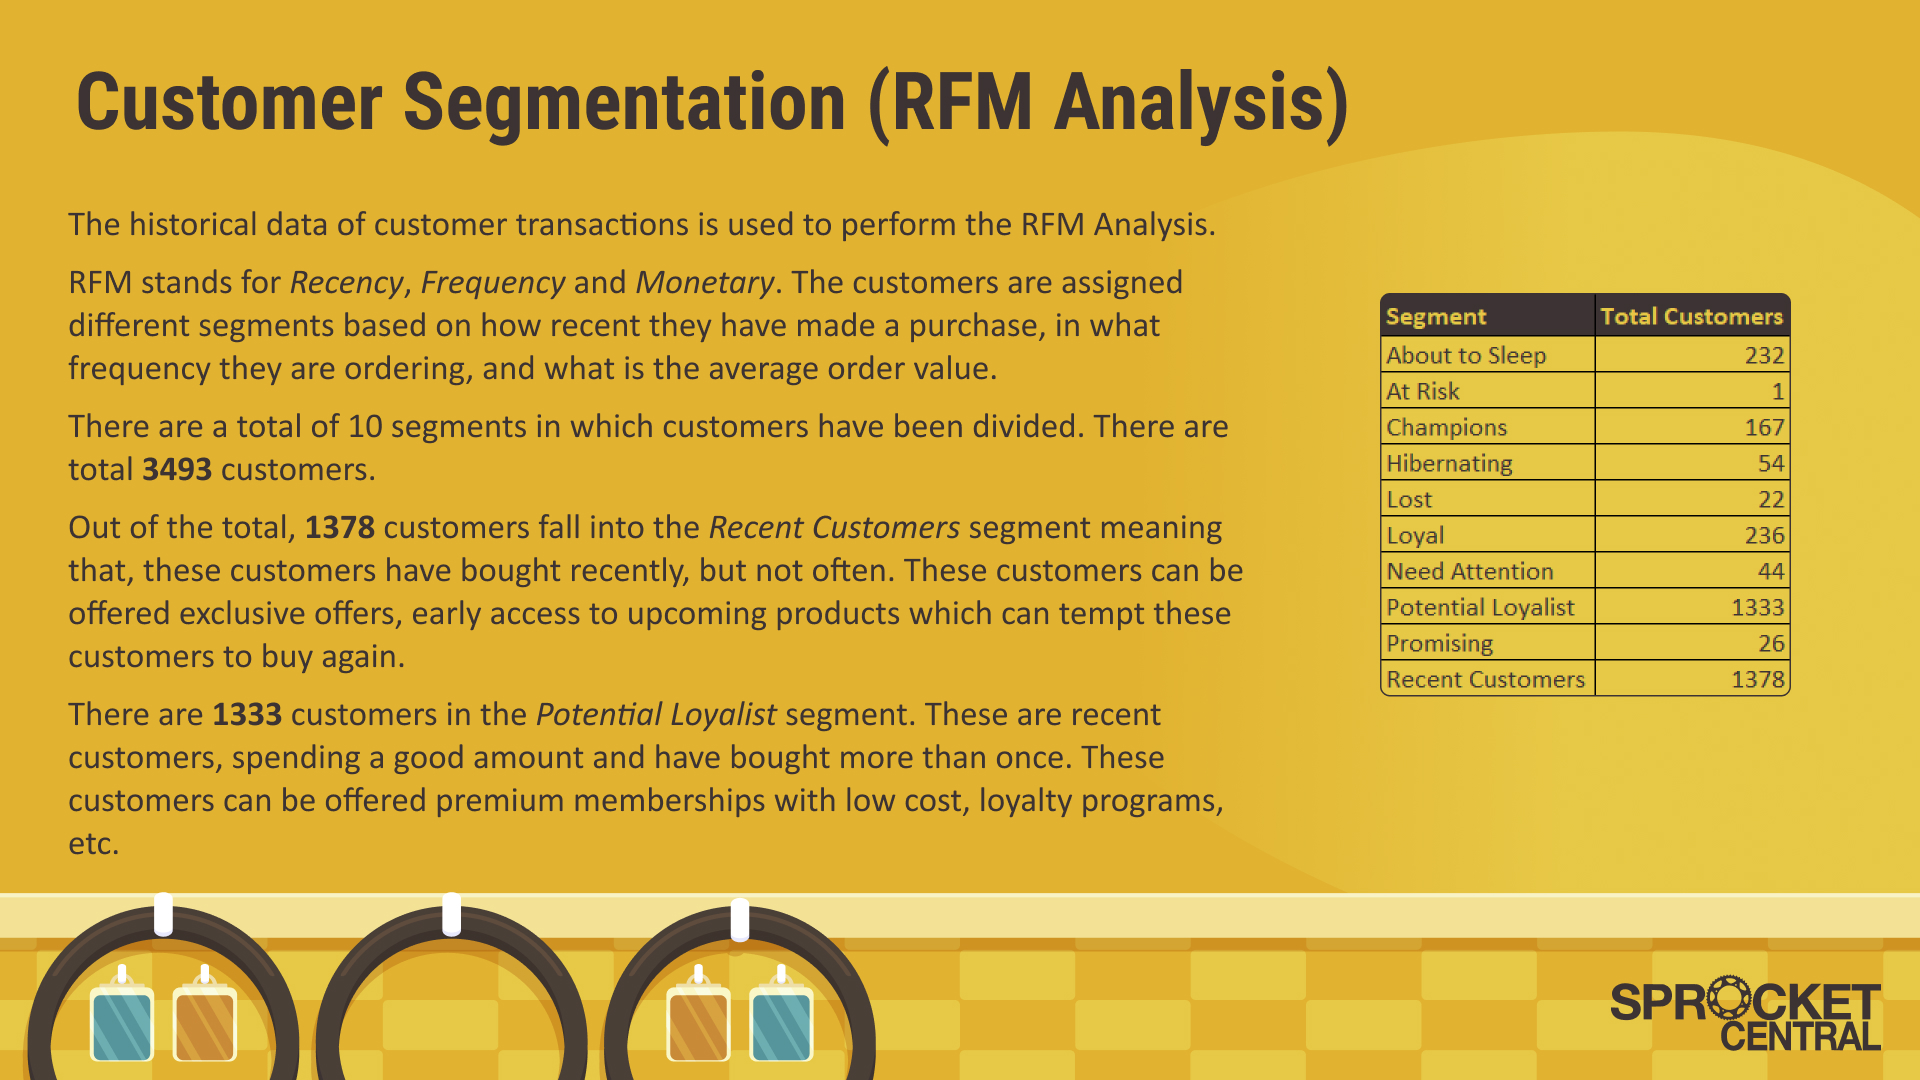 Customer Segmentation (RFM Analysis)
The historical data of customer transactions is used to perform the RFM Analysis.
RFM stands for Recency, Frequency and Monetary. The customers are assigned
different segments based on how recent they have made a purchase, in what
frequency they are ordering, and what is the average order value.
There are a total of 10 segments in which customers have been divided. There are
total 3493 customers.
Out of the total, 1378 customers fall into the Recent Customers segment meaning
that, these customers have bought recently, but not often. These customers can be
offered exclusive offers, early access to upcoming products which can tempt these
customers to buy again.
There are 1333 customers in the Potential Loyalist segment. These are recent
customers, spending a good amount and have bought more than once. These
customers can be offered premium memberships with low cost, loyalty programs,
etc.
Segment Total Customers
About to Sleep 232
At Risk 1
Champions 167
Hibernating 54
Lost 22
Loyal 236
Need Attention 44
Potential Loyalist 1333
Promising 26
Recent Customers 1378
SPROCKET
CENTRAL